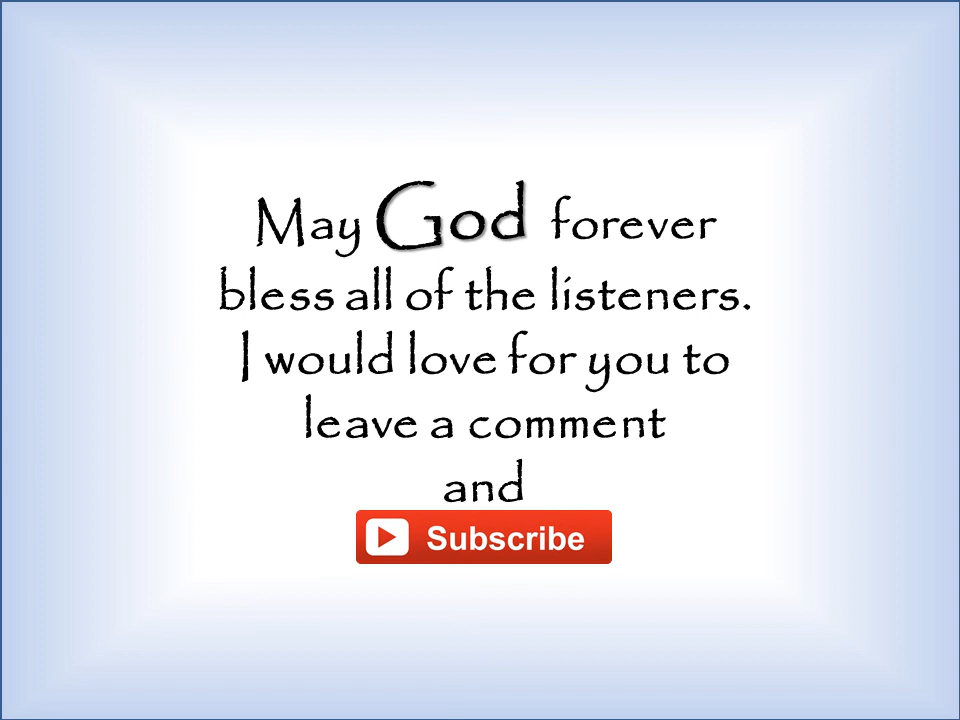 May God forever
bless all of the listeners.
I would love for you to
leave a comment
and
Subscribe